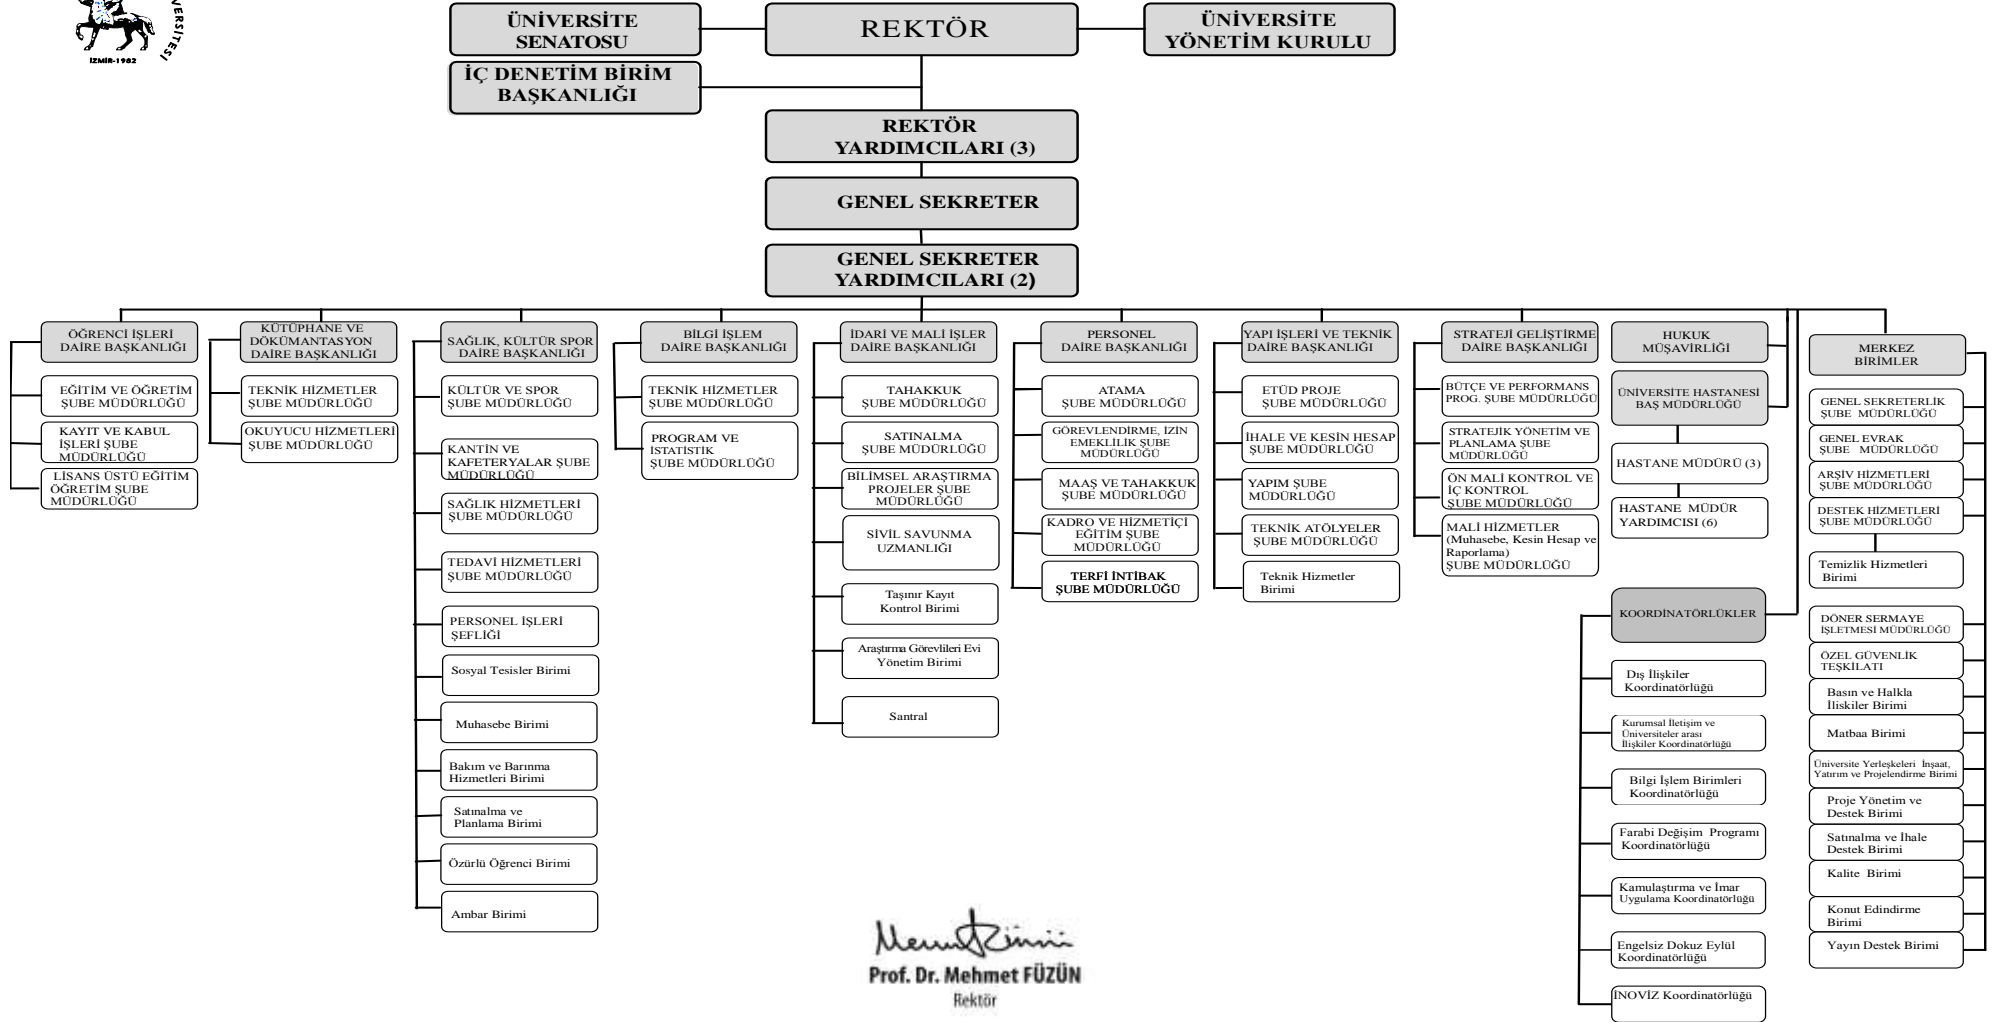 VERSİTESİ
İZMİR-1982
ÜNİVERSİTE
SENATOSU
REKTÖR
ÜNİVERSİTE
YÖNETİM KURULU
İÇ DENETİM BİRİM
BAŞKANLIĞI
REKTÖR
YARDIMCILARI (3)
GENEL SEKRETER
GENEL SEKRETER
YARDIMCILARI (2)
ÖĞRENCİ İŞLERİ
DAİRE BAŞKANLIĞI
EĞİTİM VE ÖĞRETİM
ŞUBE MÜDÜRLÜĞÜ
KAYIT VE KABUL
İŞLERİ ŞUBE
MÜDÜRLÜĞÜ
LİSANS ÜSTÜ EĞİTİM
ÖĞRETİM ŞUBE
MÜDÜRLÜĞÜ
KÜTÜPHANE VE
DÖKÜMANTASYON
DAİRE BAŞKANLIĞI
TEKNİK HİZMETLER
ŞUBE MÜDÜRLÜĞÜ
OKUYUCU HİZMETLERİ
ŞUBE MÜDÜRLÜĞÜ
SAĞLIK, KÜLTÜR SPOR
DAİRE BAŞKANLIĞI
KÜLTÜR VE SPOR
ŞUBE MÜDÜRLÜĞÜ
KANTİN VE
KAFETERYALAR ŞUBE
MÜDÜRLÜĞÜ
SAĞLIK HİZMETLERİ
ŞUBE MÜDÜRLÜĞÜ
TEDAVİ HİZMETLERİ
ŞUBE MÜDÜRLÜĞÜ
PERSONEL İŞLERİ
ŞEFLİĞİ
Sosyal Tesisler Birimi
Muhasebe Birimi
Bakım ve Barınma
Hizmetleri Birimi
Satınalma ve
Planlama Birimi
Özürlü Öğrenci Birimi
Ambar Birimi
BİLGİ İŞLEM
DAİRE BAŞKANLIĞI
TEKNİK HİZMETLER
ŞUBE MÜDÜRLÜĞÜ
PROGRAM VE
İSTATİSTİK
ŞUBE MÜDÜRLÜĞÜ
İDARİ VE MALİ İŞLER
DAİRE BAŞKANLIĞI
TAHAKKUK
ŞUBE MÜDÜRLÜĞÜ
SATINALMA
ŞUBE MÜDÜRLÜĞÜ
BİLİMSEL ARAŞTIRMA
PROJELER ŞUBE
MÜDÜRLÜĞÜ
SİVİL SAVUNMA
UZMANLIĞI
Taşınır Kayıt
Kontrol Birimi
Araştırma Görevlileri Evi
Yönetim Birimi
Santral
PERSONEL
DAİRE BAŞKANLIĞI
ATAMA
ŞUBE MÜDÜRLÜĞÜ
GÖREVLENDİRME, İZİN
EMEKLİLİK ŞUBE
MÜDÜRLÜĞÜ
MAAŞ VE TAHAKKUK
ŞUBE MÜDÜRLÜĞÜ
KADRO VE HİZMETİÇİ
EĞİTİM ŞUBE
MÜDÜRLÜĞÜ
TERFİ İNTİBAK
ŞUBE MÜDÜRLÜĞÜ
YAPI İŞLERİ VE TEKNİK
DAİRE BAŞKANLIĞI
ETÜD PROJE
ŞUBE MÜDÜRLÜĞÜ
İHALE VE KESİN HESAP
ŞUBE MÜDÜRLÜĞÜ
YAPIM ŞUBE
MÜDÜRLÜĞÜ
TEKNİK ATÖLYELER
ŞUBE MÜDÜRLÜĞÜ
Teknik Hizmetler
Birimi
STRATEJİ GELİŞTİRME
DAİRE BAŞKANLIĞI
BÜTÇE VE PERFORMANS
PROG. ŞUBE MÜDÜRLÜĞÜ
STRATEJİK YÖNETİM VE
PLANLAMA ŞUBE
MÜDÜRLÜĞÜ
ÖN MALİ KONTROL VE
İÇ KONTROL
ŞUBE MÜDÜRLÜĞÜ
MALİ HİZMETLER
(Muhasebe, Kesin Hesap ve
Raporlama)
ŞUBE MÜDÜRLÜĞÜ
HUKUK
MÜŞAVİRLİĞİ
ÜNİVERSİTE HASTANESİ
BAŞ MÜDÜRLÜĞÜ
HASTANE MÜDÜRÜ (3)
HASTANE MÜDÜR
YARDIMCISI (6)
KOORDİNATÖRLÜKLER
Dış İlişkiler
Koordinatörlüğü
Kurumsal İletişim ve
Üniversiteler arası
İlişkiler Koordinatörlüğü
Bilgi İşlem Birimleri
Koordinatörlüğü
Farabi Değişim Programı
Koordinatörlüğü
Kamulaştırma ve İmar
Uygulama Koordinatörlüğü
Engelsiz Dokuz Eylül
Koordinatörlüğü
İNOVİZ Koordinatörlüğü
MERKEZ
BİRİMLER
GENEL SEKRETERLİK
ŞUBE MÜDÜRLÜĞÜ
GENEL EVRAK
ŞUBE MÜDÜRLÜĞÜ
ARŞİV HİZMETLERİ
ŞUBE MÜDÜRLÜĞÜ
DESTEK HİZMETLERİ
ŞUBE MÜDÜRLÜĞÜ
Temizlik Hizmetleri
Birimi
DÖNER SERMAYE
İŞLETMESİ MÜDÜRLÜĞÜ
ÖZEL GÜVENLİK
TEŞKİLATI
Basın ve Halkla
İliskiler Birimi
Matbaa Birimi
Üniversite Yerleşkeleri İnşaat,
Yatırım ve Projelendirme Birimi
Proje Yönetim ve
Destek Birimi
Satınalma ve İhale
Destek Birimi
Kalite Birimi
Konut Edindirme
Birimi
Yayın Destek Birimi
Prof. Dr. Mehmet FÜZÜN
Rektör